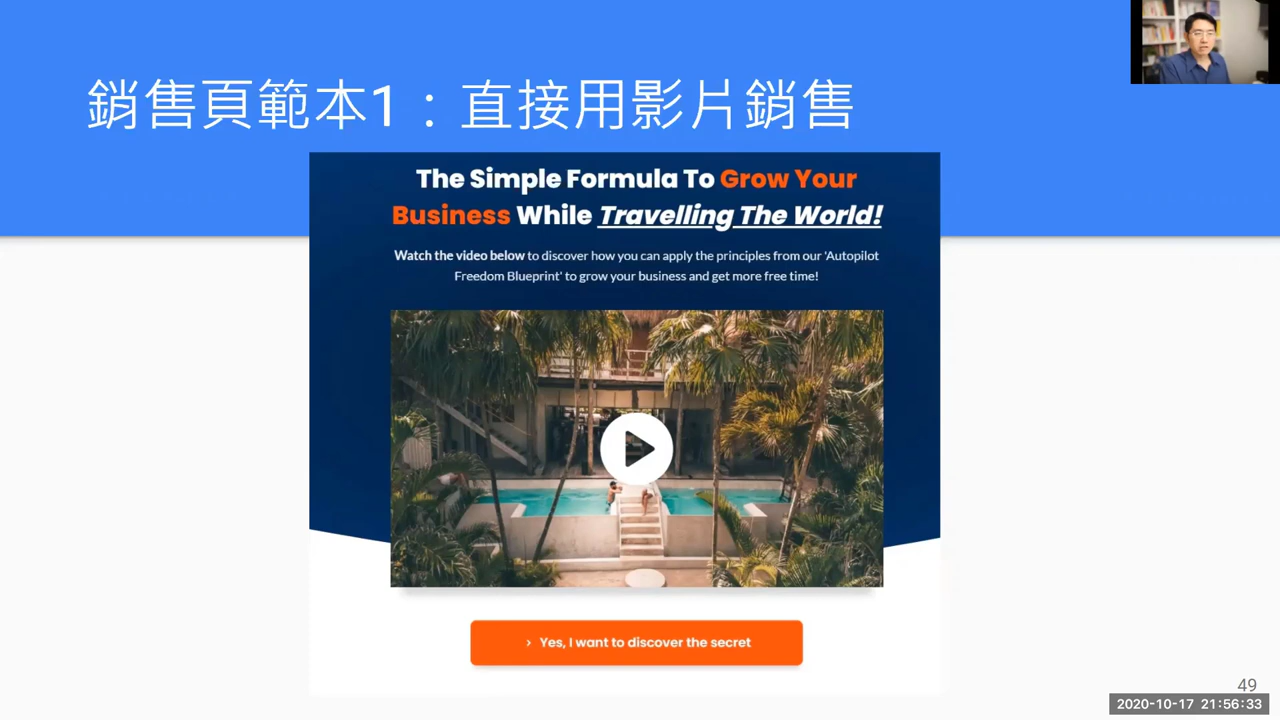 銷售頁範本1：直接用影片銷售
The Simple Formula To Grow Your
Business While Travelling The World!
Watch the video below to discover how you can apply the principles from our 'Autopilot
Freedom Blueprint' to grow your business and get more free time!
› Yes, I want to discover the secret
49
2020-10-17 21:56:33